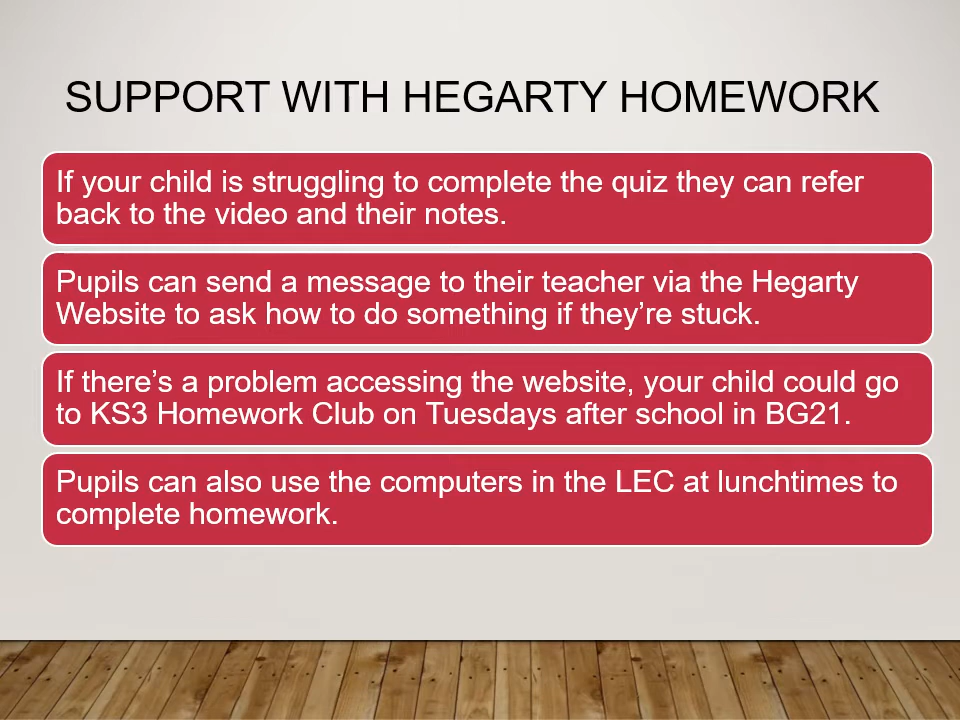 SUPPORT WITH HEGARTY HOMEWORK
If your child is struggling to complete the quiz they can refer
back to the video and their notes.
Pupils can send a message to their teacher via the Hegarty
Website to ask how to do something if they’re stuck.
If there’s a problem accessing the website, your child could go
to KS3 Homework Club on Tuesdays after school in BG21.
Pupils can also use the computers in the LEC at lunchtimes to
complete homework.